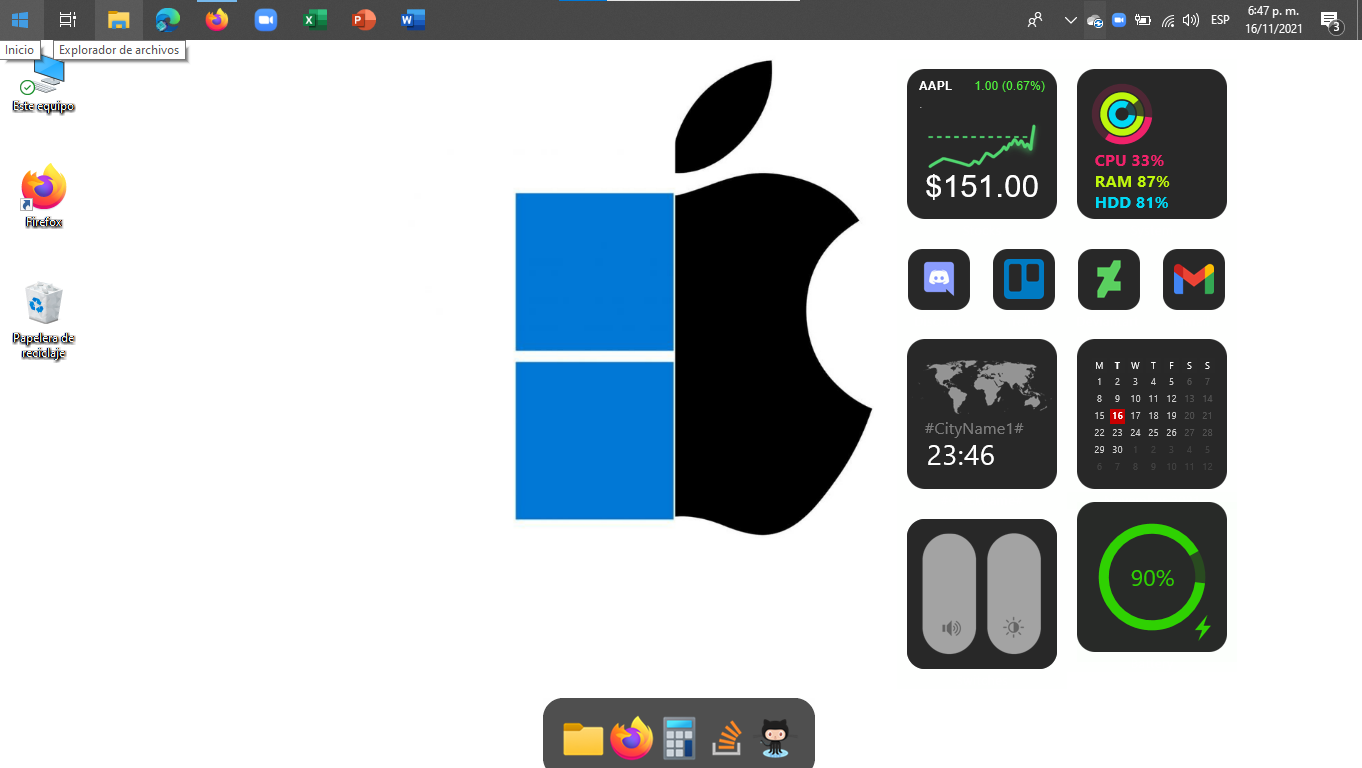 ESP
6:47 p. m.
16/11/2021
3
Inicio
Explorador de archivos
Este equipo
Firefox
Papelera de
reciclaje
AAPL 1.00 (0.67%)
$151.00
CPU 33%
RAM 87%
HDD 81%
#CityName1#
23:46
M T W T F S S
1 2 3 4 5 6 7
8 9 10 11 12 13 14
15 16 17 18 19 20 21
22 23 24 25 26 27 28
29 30 1 2 3 4 5
6 7 8 9 10 11 12
90%